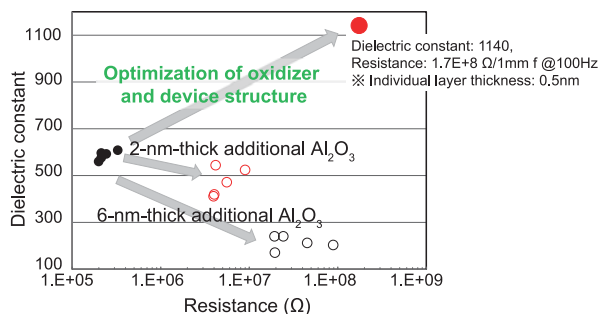 1100
900
700
500
300
100
Dielectric constant
Optimization of oxidizer
and device structure
Dielectric constant: 1140,
Resistance: 1.7E+8 Ω/1mm f @100Hz
※ Individual layer thickness: 0.5nm
2-nm-thick additional Al₂O₃
6-nm-thick additional Al₂O₃
1.E+05 1.E+06 1.E+07 1.E+08 1.E+09
Resistance (Ω)